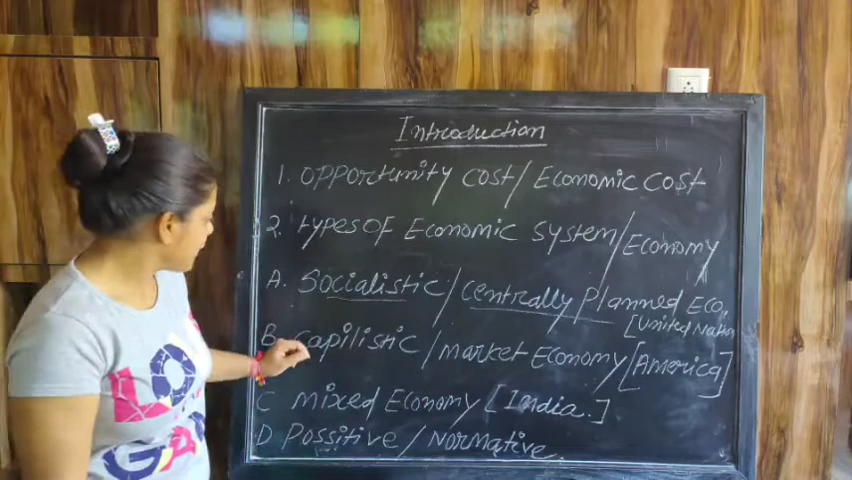 Introduction
1. Opportunity cost/Economic cost
2. Types of Economic System/Economy
A. Socialistic/centrally Planned Eco.
[United Nation
B. Capilistic/market Economy [America]
C mixed Economy [India.]
D Possitive/Normative.
LO